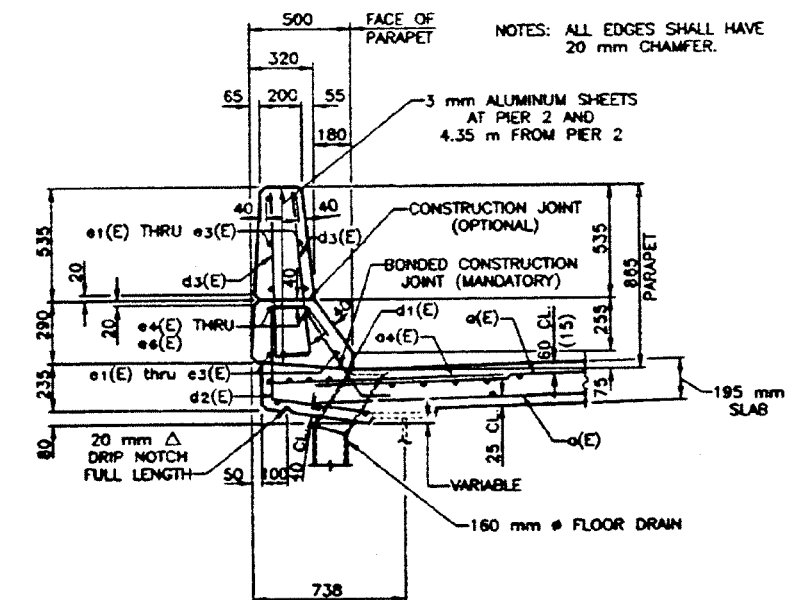 500
FACE OF
PARAPET
NOTES: ALL EDGES SHALL HAVE
20 mm CHAMFER.
320
65
200
55
3 mm ALUMINUM SHEETS
AT PIER 2 AND
4.35 m FROM PIER 2
180
40
40
CONSTRUCTION JOINT
(OPTIONAL)
535
e1(E) THRU e3(E)
d3(E)
535
865
PARAPET
BONDED CONSTRUCTION
JOINT (MANDATORY)
20
d3(E)
40
40
290
20
e4(E) THRU
e6(E)
d1(E)
a4(E)
a(E)
255
60 CL.
(15)
e1(E) thru e3(E)
235
d2(E)
75
195 mm
SLAB
80
20 mm △
DRIP NOTCH
FULL LENGTH
40 CL.
25 CL.
a(E)
50
100
VARIABLE
160 mm ø FLOOR DRAIN
738